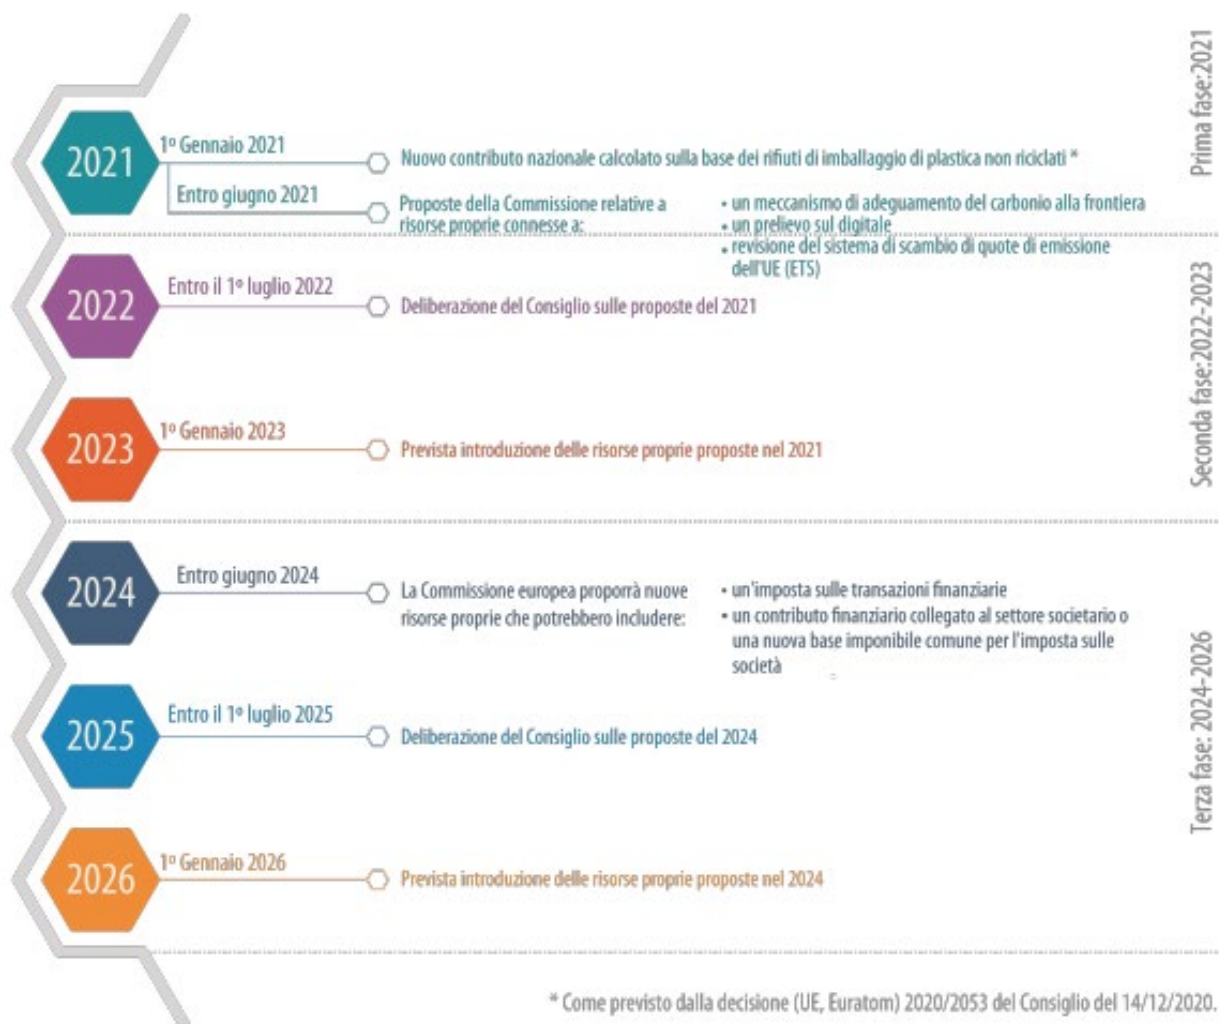 Prima fase:2021
2021
1º Gennaio 2021
Nuovo contributo nazionale calcolato sulla base dei rifiuti di imballaggio di plastica non riciclati *
Entro giugno 2021
Proposte della Commissione relative a
risorse proprie connesse a:
• un meccanismo di adeguamento del carbonio alla frontiera
• un prelievo sul digitale
• revisione del sistema di scambio di quote di emissione
dell'UE (ETS)
Seconda fase:2022-2023
2022
Entro il 1º luglio 2022
Deliberazione del Consiglio sulle proposte del 2021
2023
1º Gennaio 2023
Prevista introduzione delle risorse proprie proposte nel 2021
Terza fase: 2024-2026
2024
Entro giugno 2024
La Commissione europea proporrà nuove
risorse proprie che potrebbero includere:
• un'imposta sulle transazioni finanziarie
• un contributo finanziario collegato al settore societario o
una nuova base imponibile comune per l'imposta sulle
società
2025
Entro il 1º luglio 2025
Deliberazione del Consiglio sulle proposte del 2024
2026
1º Gennaio 2026
Prevista introduzione delle risorse proprie proposte nel 2024
* Come previsto dalla decisione (UE, Euratom) 2020/2053 del Consiglio del 14/12/2020.